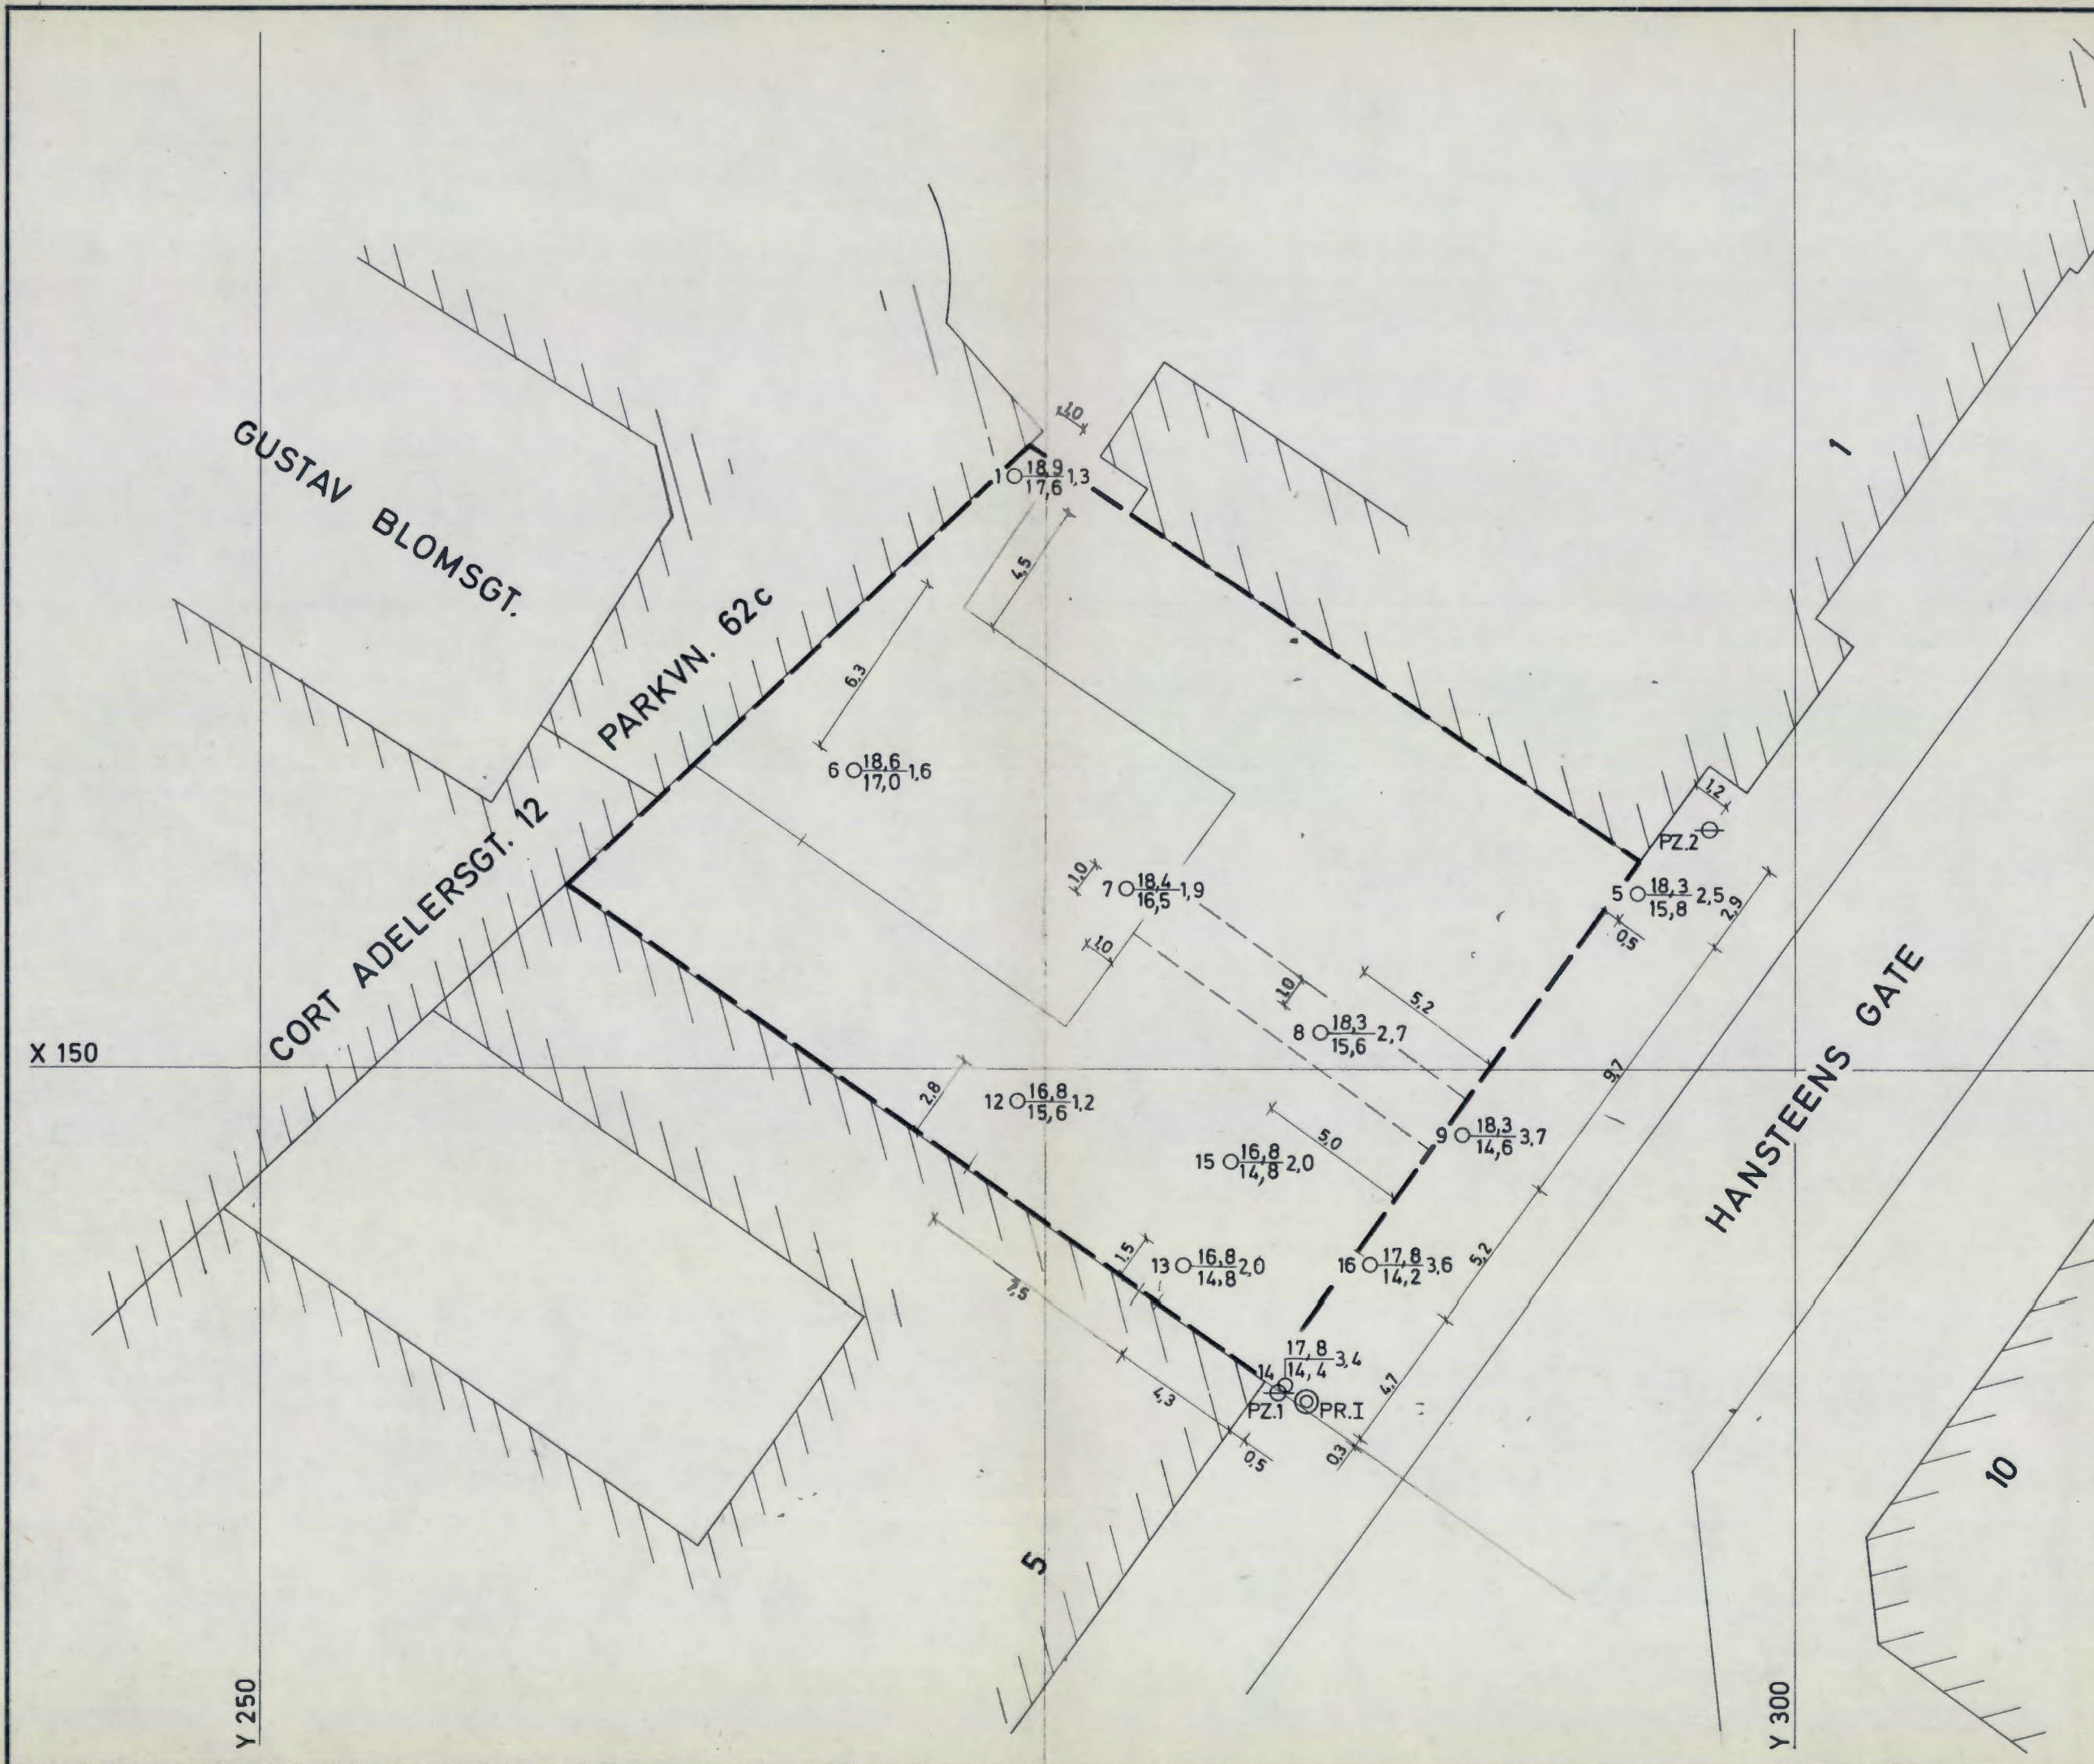 GUSTAV BLOMSGT.
PARKVN. 62c
CORT ADELERSGT. 12
HANSTEENS GATE
1
5
10
X 150
Y 250
Y 300
1,0
1 18,9 1,3
17,6
4,5
6,3
6 18,6 1,6
17,0
1,2
PZ.2
5 18,3 2,5
15,8
2,9
0,5
1,0
7 18,4 1,9
16,5
1,0
1,0
5,2
8 18,3 2,7
15,6
9,7
2,8
12 16,8 1,2
15,6
5,0
9 18,3 3,7
14,6
15 16,8 2,0
14,8
1,5
13 16,8 2,0
14,8
16 17,8 3,6
14,2
5,2
7,5
14 17,8 3,4
14,4
PZ.1
PR.I
4,3
4,7
0,5
0,3